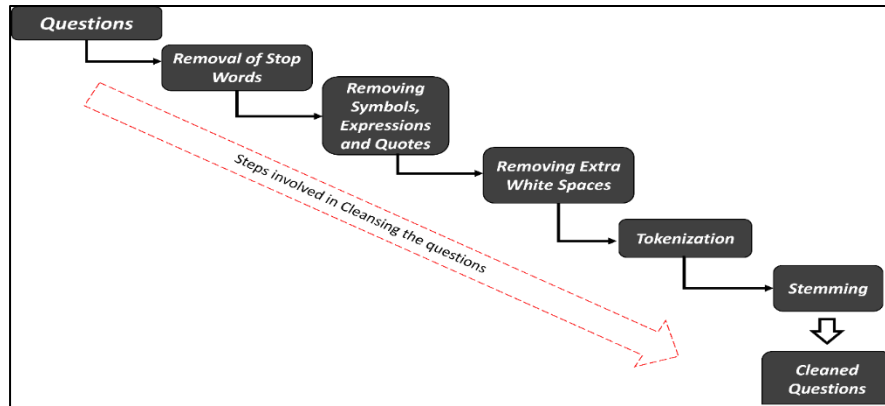 Questions
Removal of Stop
Words
Removing
Symbols,
Expressions
and Quotes
Removing Extra
White Spaces
Tokenization
Stemming
Cleaned
Questions
Steps involved in Cleansing the questions